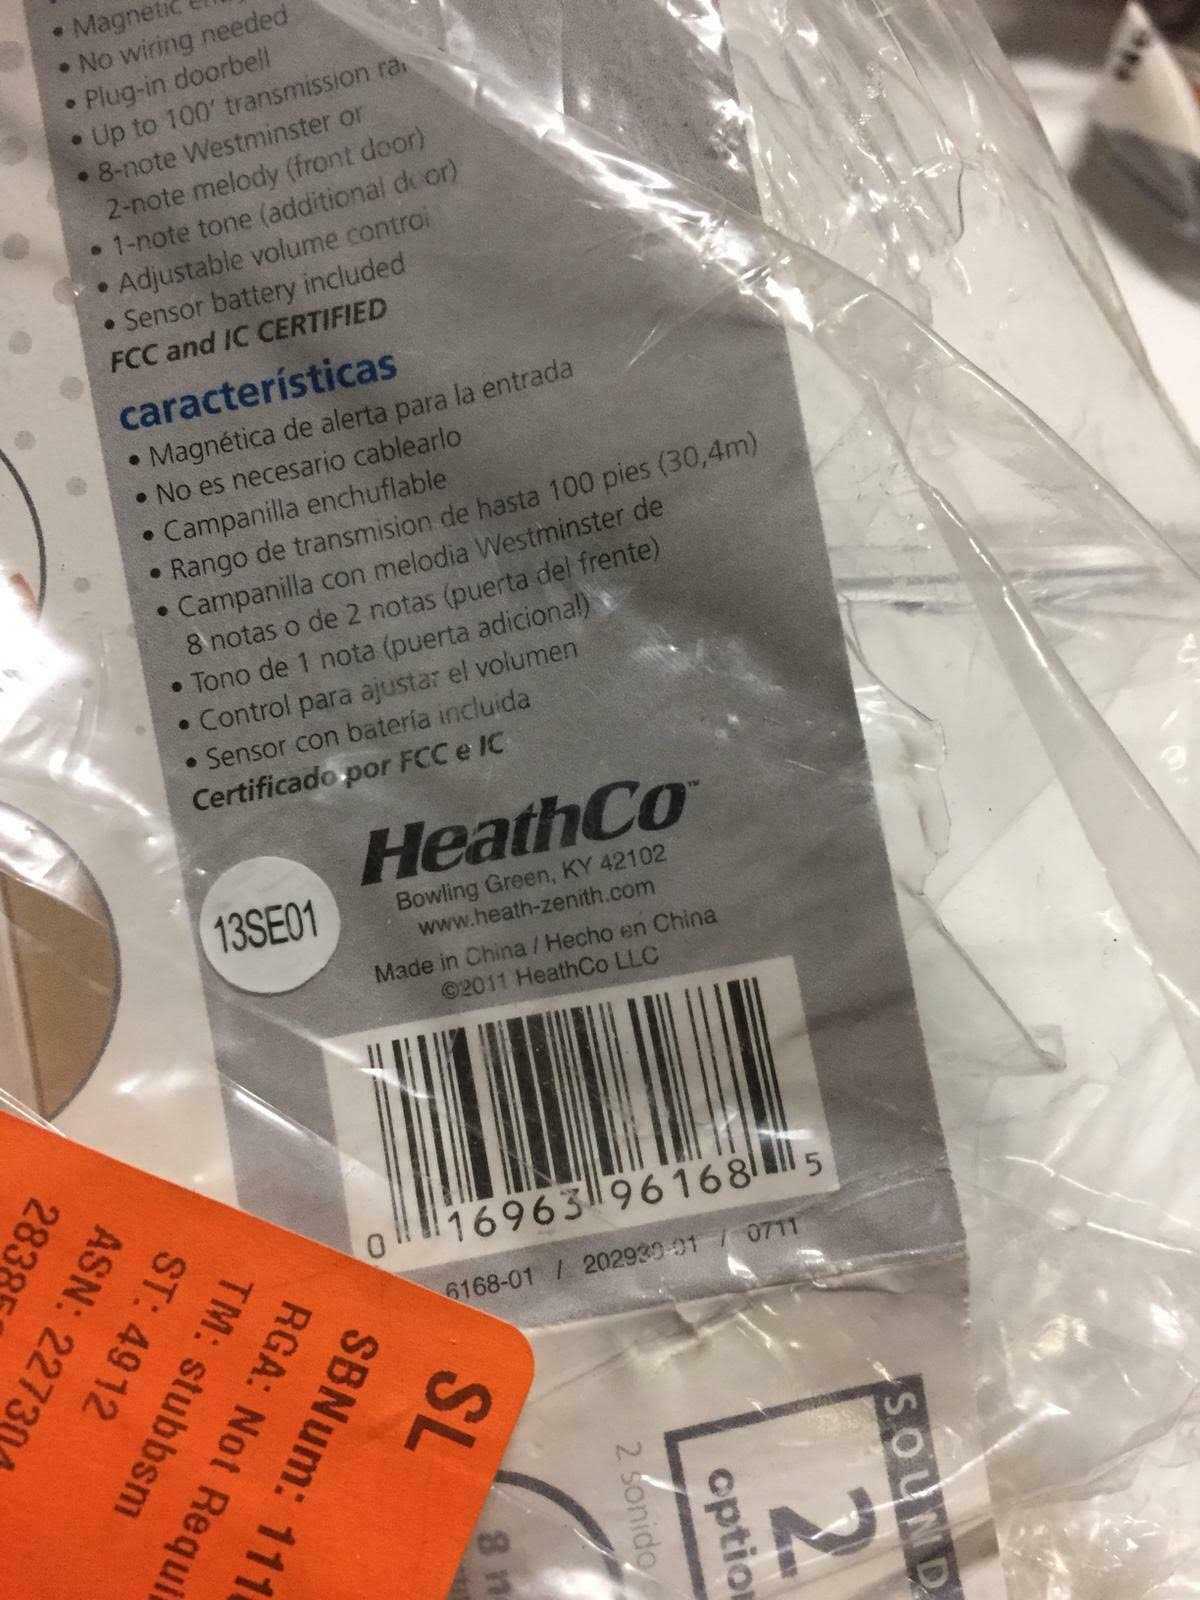 • Magnetic
• No wiring needed
• Plug-in doorbell
• Up to 100' transmission
• 8-note Westminster or
2-note melody (front door)
• 1-note tone (additional door)
• Adjustable volume control
• Sensor battery included
FCC and IC CERTIFIED
características
• Magnética de alerta para la entrada
• No es necesario cablearlo
• Campanilla enchuflable
• Rango de transmision de hasta 100 pies (30,4m)
• Campanilla con melodia Westminster de
8 notas o de 2 notas (puerta del frente)
• Tono de 1 nota (puerta adicional)
• Control para ajustar el volumen
• Sensor con batería incluida
Certificado por FCC e IC
HeathCo™
Bowling Green, KY 42102
www.heath-zenith.com
Made in China / Hecho en China
©2011 HeathCo LLC
13SE01
0 16963 96168 5
6168-01 / 202930-01 / 0711
SL
SBNum:
RGA: Not
TM: stubbsm
ST: 4912
ASN:
SOUND
2
2 sonido
8